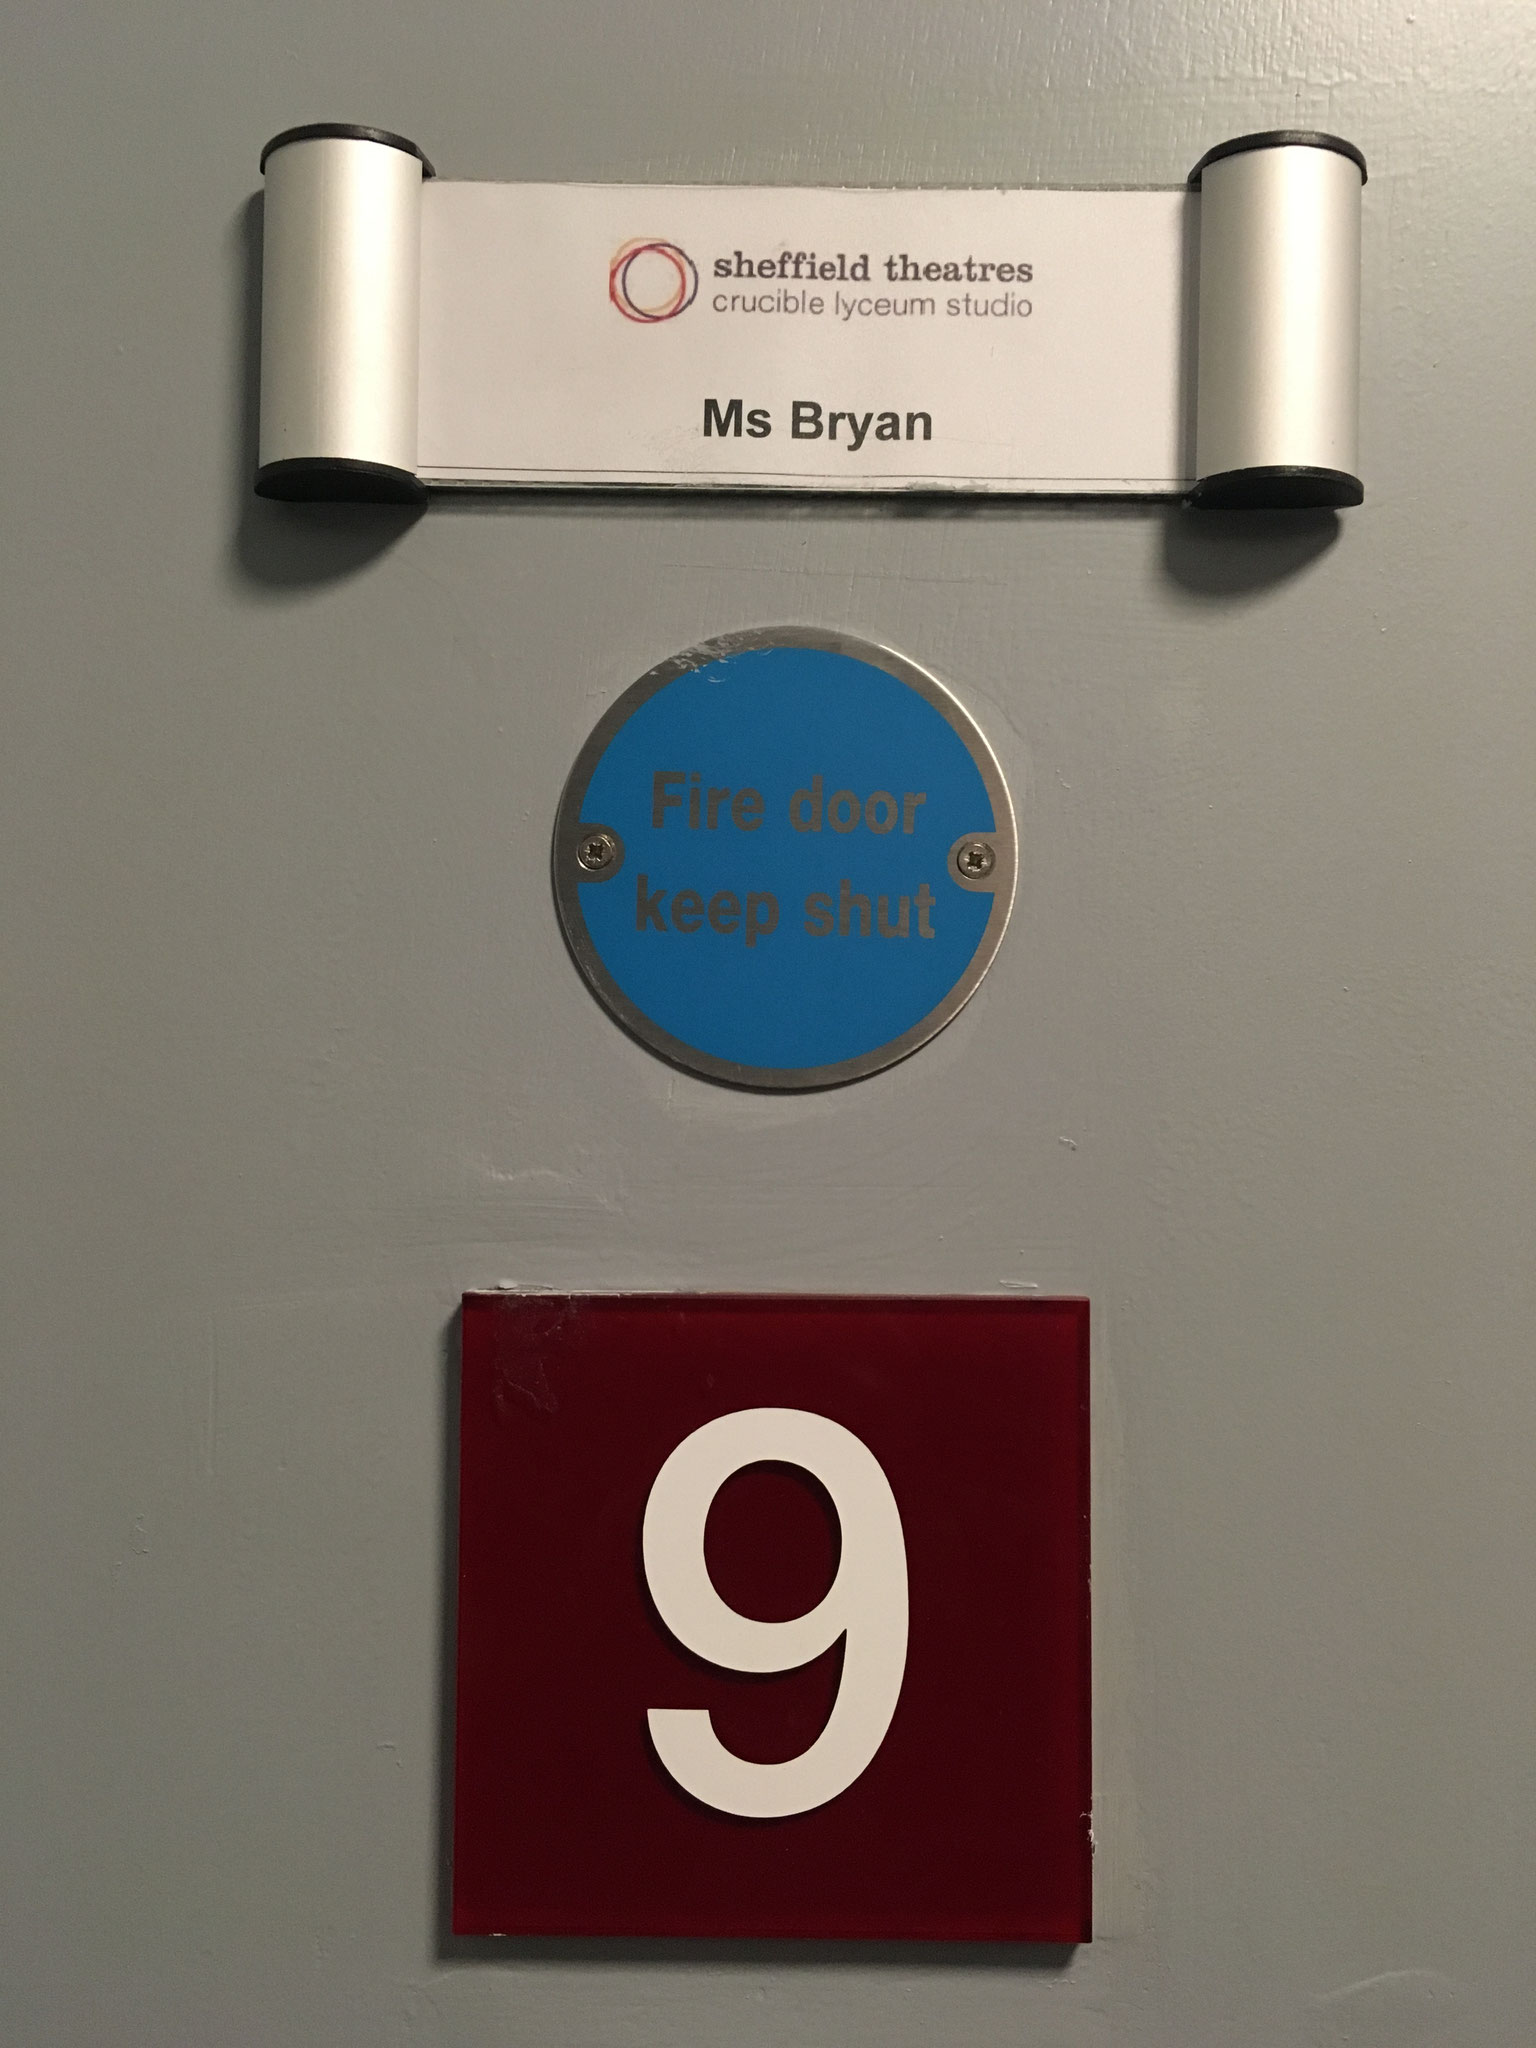 sheffield theatres
crucible lyceum studio
Ms Bryan
Fire door
keep shut
9